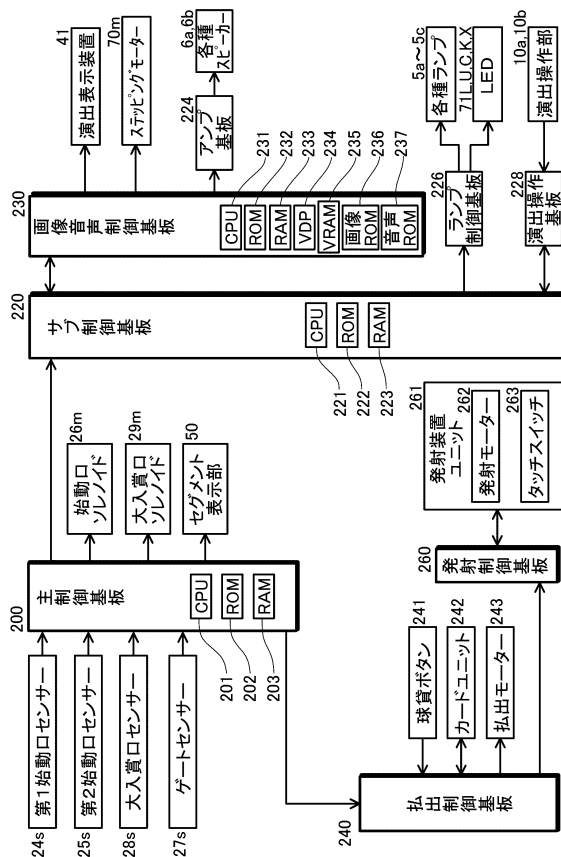 24s
第1始動口センサー
25s
第2始動口センサー
28s
大入賞口センサー
27s
ゲートセンサー
200
主制御基板
CPU
ROM
RAM
201
202
203
26m
始動口
ソレノイド
29m
大入賞口
ソレノイド
50
セグメント
表示部
220
サブ制御基板
CPU
ROM
RAM
221
222
223
230
画像音声制御基板
CPU
ROM
RAM
VDP
VRAM
画像
ROM
音声
ROM
231
232
233
234
235
236
237
41
演出表示装置
70m
ステッピングモーター
224
アンプ
基板
6a,6b
各種
スピーカー
226
ランプ
制御基板
5a～5c
各種ランプ
71L.U.C.K.X
LED
228
演出操作
基板
10a,10b
演出操作部
240
払出制御基板
241
球貸ボタン
242
カードユニット
243
払出モーター
260
発射制御基板
261
発射装置
ユニット
262
発射モーター
263
タッチスイッチ